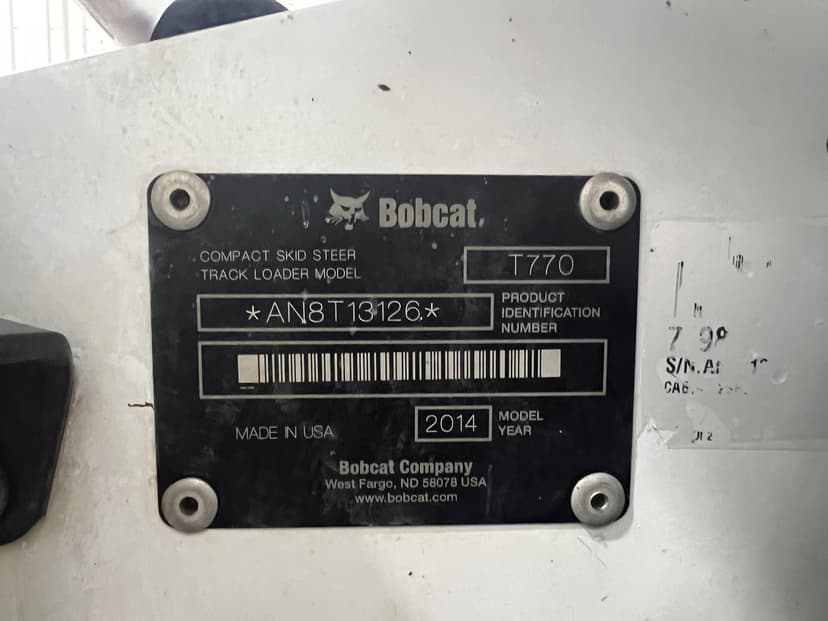 Bobcat
COMPACT SKID STEER
TRACK LOADER MODEL
T770
*AN8T13126*
PRODUCT
IDENTIFICATION
NUMBER
MADE IN USA
2014
MODEL
YEAR
Bobcat Company
West Fargo, ND 58078 USA
www.bobcat.com
S/N.